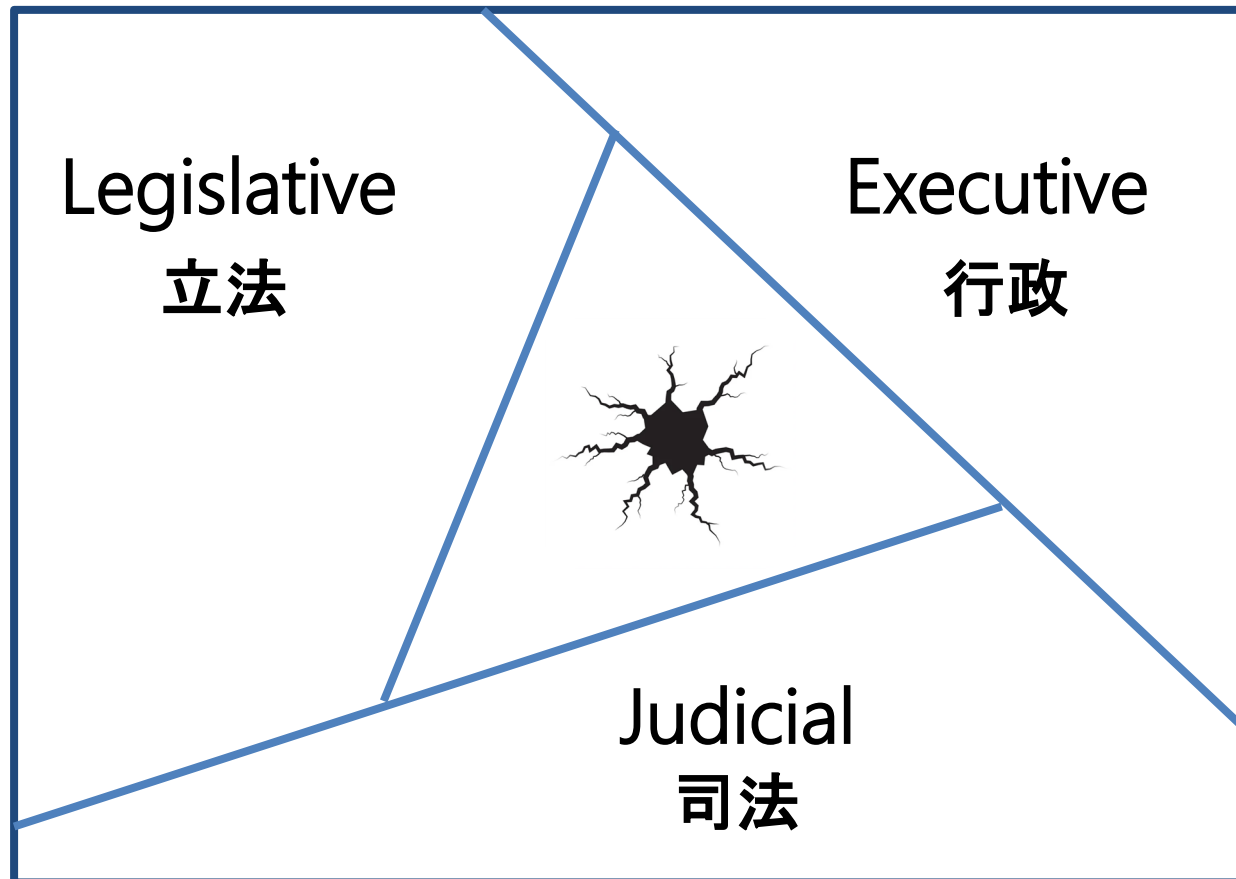 Legislative
立法
Executive
行政
Judicial
司法